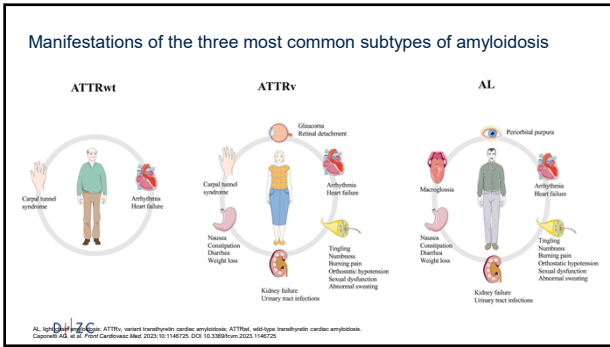 Manifestations of the three most common subtypes of amyloidosis
ATTRwt
Carpal tunnel
syndrome
Arrhythmia
Heart failure
ATTRv
Glaucoma
Retinal detachment
Carpal tunnel
syndrome
Arrhythmia
Heart failure
Nausea
Constipation
Diarrhea
Weight loss
Tingling
Numbness
Burning pain
Orthostatic hypotension
Sexual dysfunction
Abnormal sweating
Kidney failure
Urinary tract infections
AL
Periorbital purpura
Macroglossia
Arrhythmia
Heart failure
Nausea
Constipation
Diarrhea
Weight loss
Tingling
Numbness
Burning pain
Orthostatic hypotension
Sexual dysfunction
Abnormal sweating
Kidney failure
Urinary tract infections
AL, light chain amyloidosis; ATTRv, variant transthyretin cardiac amyloidosis; ATTRwt, wild-type transthyretin cardiac amyloidosis.
Caponetti AG, et al. Front Cardiovasc Med. 2023;10:1146725. DOI 10.3389/fcvm.2023.1146725